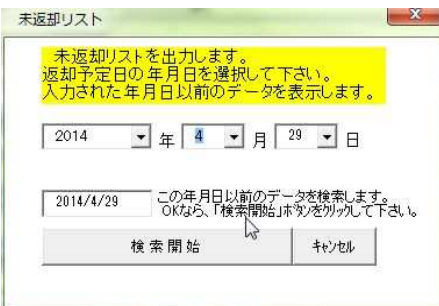 未返却リスト
未返却リストを出力します。
返却予定日の年月日を選択して下さい。
入力された年月日以前のデータを表示します。
2014 年 4 月 29 日
2014/4/29 この年月日以前のデータを検索します。
OKなら、「検索開始」ﾎﾞﾀﾝをｸﾘｯｸして下さい。
検索開始 ｷｬﾝｾﾙ